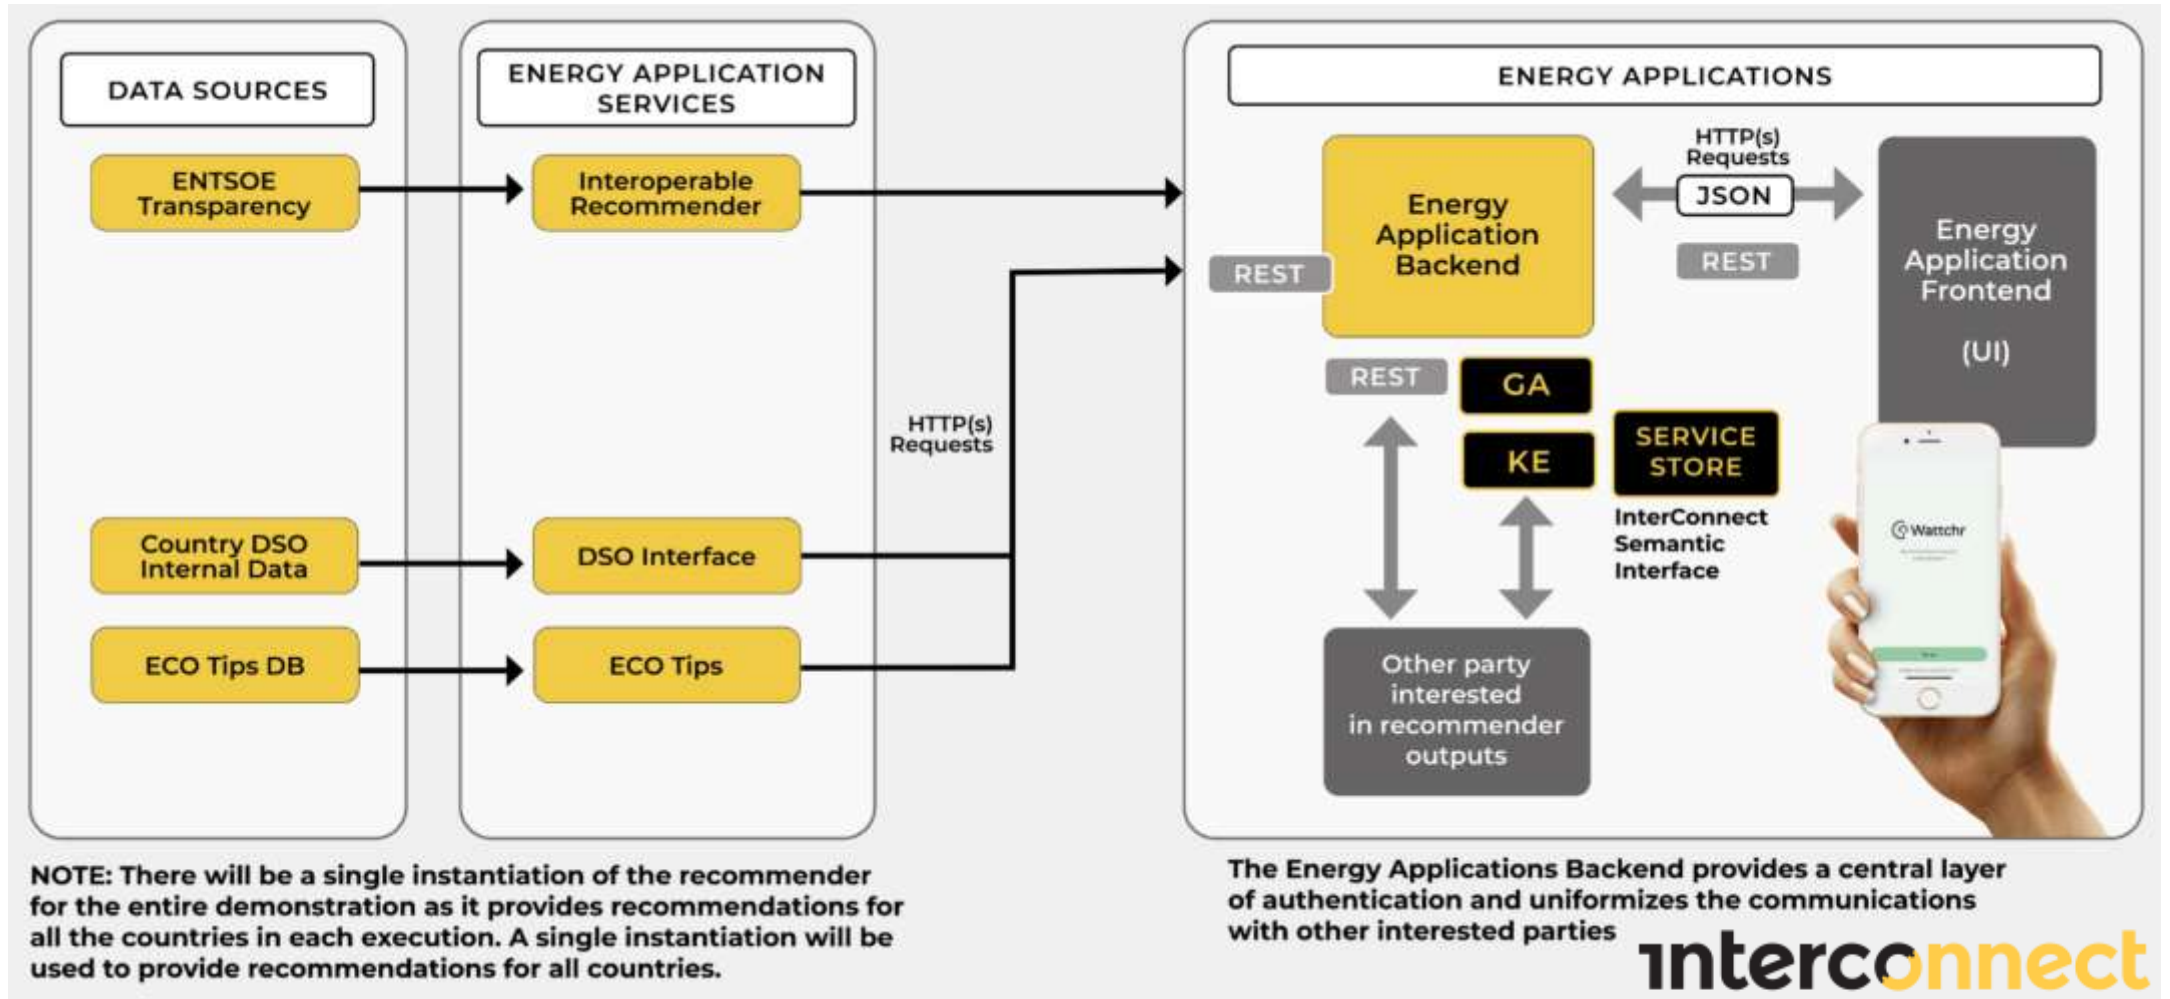 DATA SOURCES
ENTSOE
Transparency
Country DSO
Internal Data
ECO Tips DB
ENERGY APPLICATION
SERVICES
Interoperable
Recommender
DSO Interface
ECO Tips
HTTP(s)
Requests
ENERGY APPLICATIONS
Energy
Application
Backend
REST
HTTP(s)
Requests
JSON
REST
Energy
Application
Frontend
(UI)
REST
GA
KE
SERVICE
STORE
InterConnect
Semantic
Interface
Other party
interested
in recommender
outputs
Wattchr
NOTE: There will be a single instantiation of the recommender
for the entire demonstration as it provides recommendations for
all the countries in each execution. A single instantiation will be
used to provide recommendations for all countries.
The Energy Applications Backend provides a central layer
of authentication and uniformizes the communications
with other interested parties
interconnect